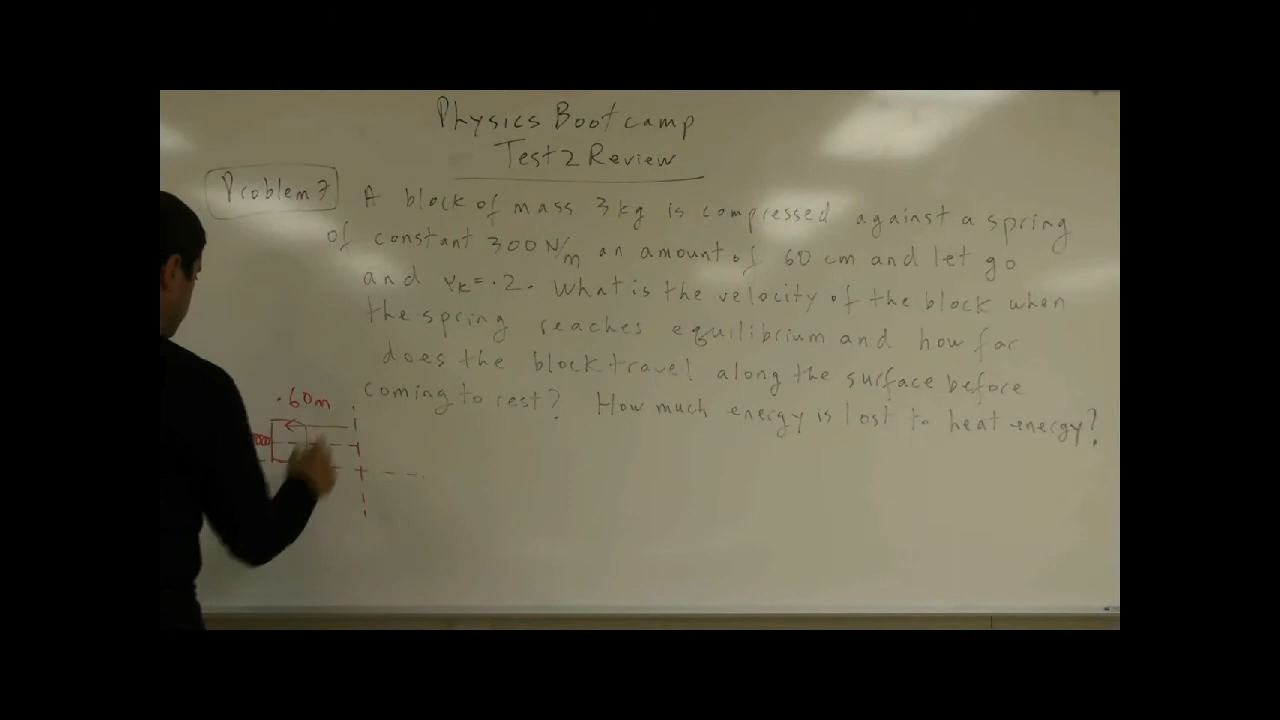 Physics Bootcamp
Test 2 Review
Problem 7
A block of mass 3 kg is compressed against a spring
of constant 300 N/m an amount of 60 cm and let go
and μk = .2. What is the velocity of the block when
the spring reaches equilibrium and how far
does the block travel along the surface before
coming to rest? How much energy is lost to heat energy?
.60m